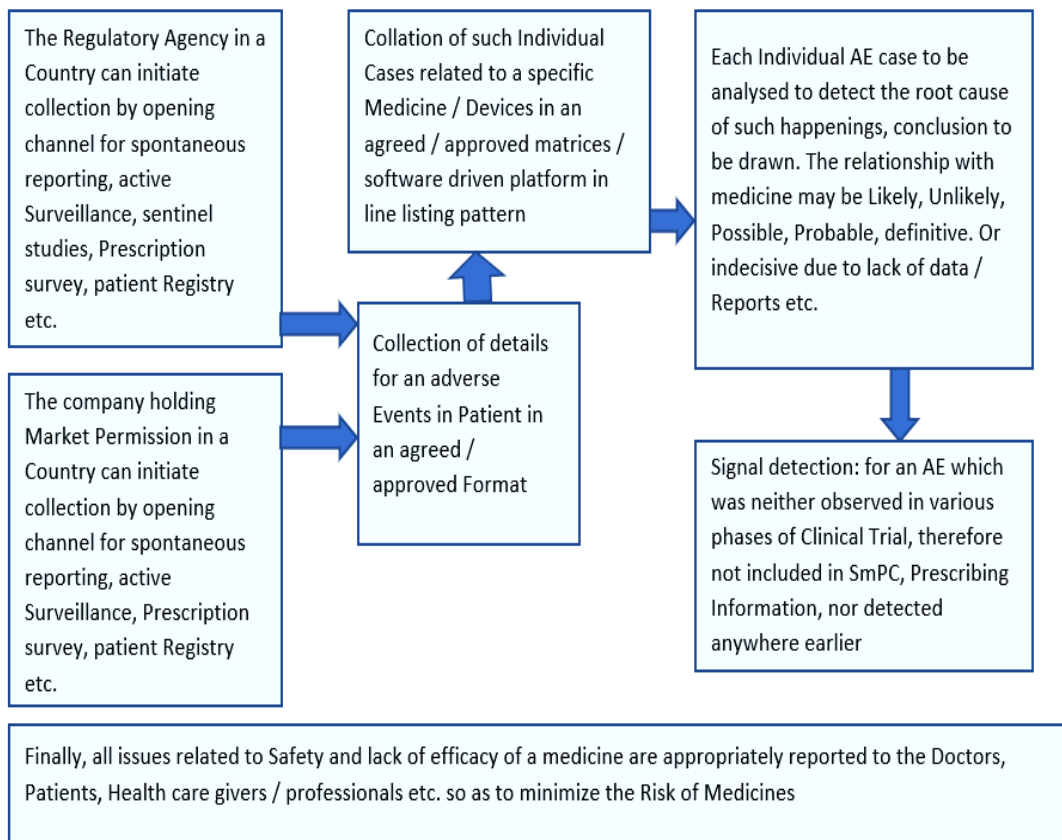 The Regulatory Agency in a
Country can initiate
collection by opening
channel for spontaneous
reporting, active
Surveillance, sentinel
studies, Prescription
survey, patient Registry
etc.
The company holding
Market Permission in a
Country can initiate
collection by opening
channel for spontaneous
reporting, active
Surveillance, Prescription
survey, patient Registry
etc.
Collection of details
for an adverse
Events in Patient in
an agreed /
approved Format
Collation of such Individual
Cases related to a specific
Medicine / Devices in an
agreed / approved matrices /
software driven platform in
line listing pattern
Each Individual AE case to be
analysed to detect the root cause
of such happenings, conclusion to
be drawn. The relationship with
medicine may be Likely, Unlikely,
Possible, Probable, definitive. Or
indecisive due to lack of data /
Reports etc.
Signal detection: for an AE which
was neither observed in various
phases of Clinical Trial, therefore
not included in SmPC, Prescribing
Information, nor detected
anywhere earlier
Finally, all issues related to Safety and lack of efficacy of a medicine are appropriately reported to the Doctors,
Patients, Health care givers / professionals etc. so as to minimize the Risk of Medicines